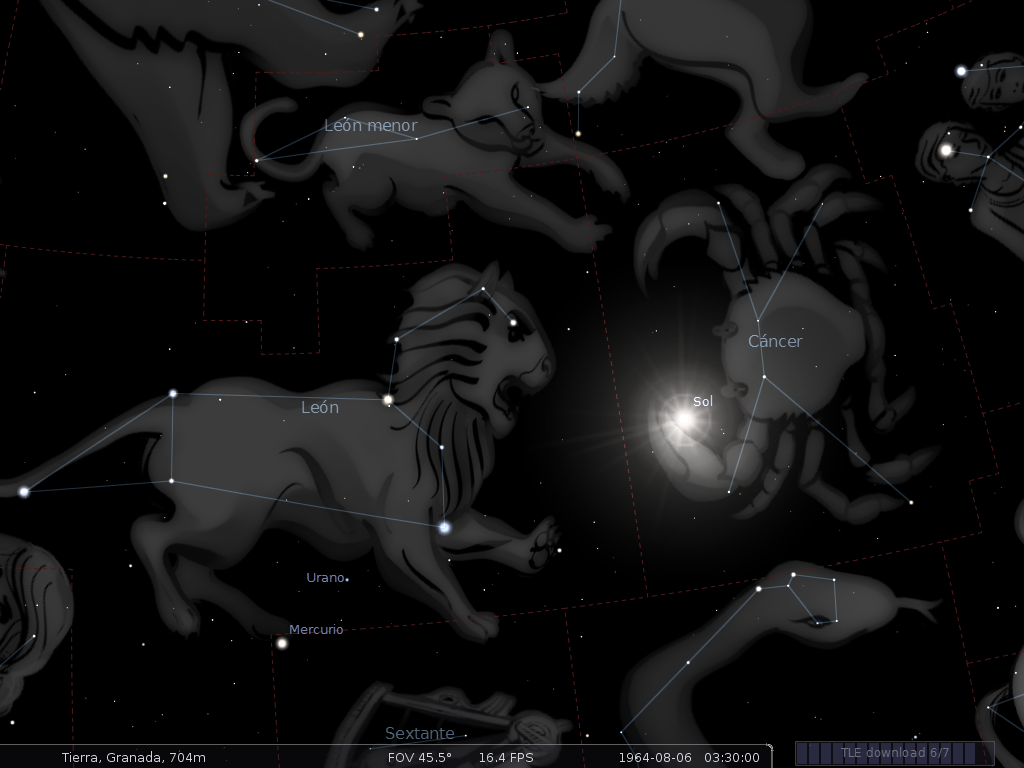 León menor
Cáncer
Sol
León
Urano
Mercurio
Sextante
Tierra, Granada, 704m FOV 45.5° 16.4 FPS 1964-08-06 03:30:00 TLE download 6/7